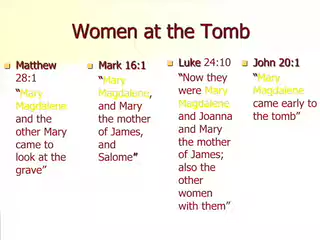 Women at the Tomb
Matthew
28:1
“Mary
Magdalene
and the
other Mary
came to
look at the
grave”
Mark 16:1
“Mary
Magdalene,
and Mary
the mother
of James,
and
Salome”
Luke 24:10
“Now they
were Mary
Magdalene
and Joanna
and Mary
the mother
of James;
also the
other
women
with them”
John 20:1
“Mary
Magdalene
came early to
the tomb”